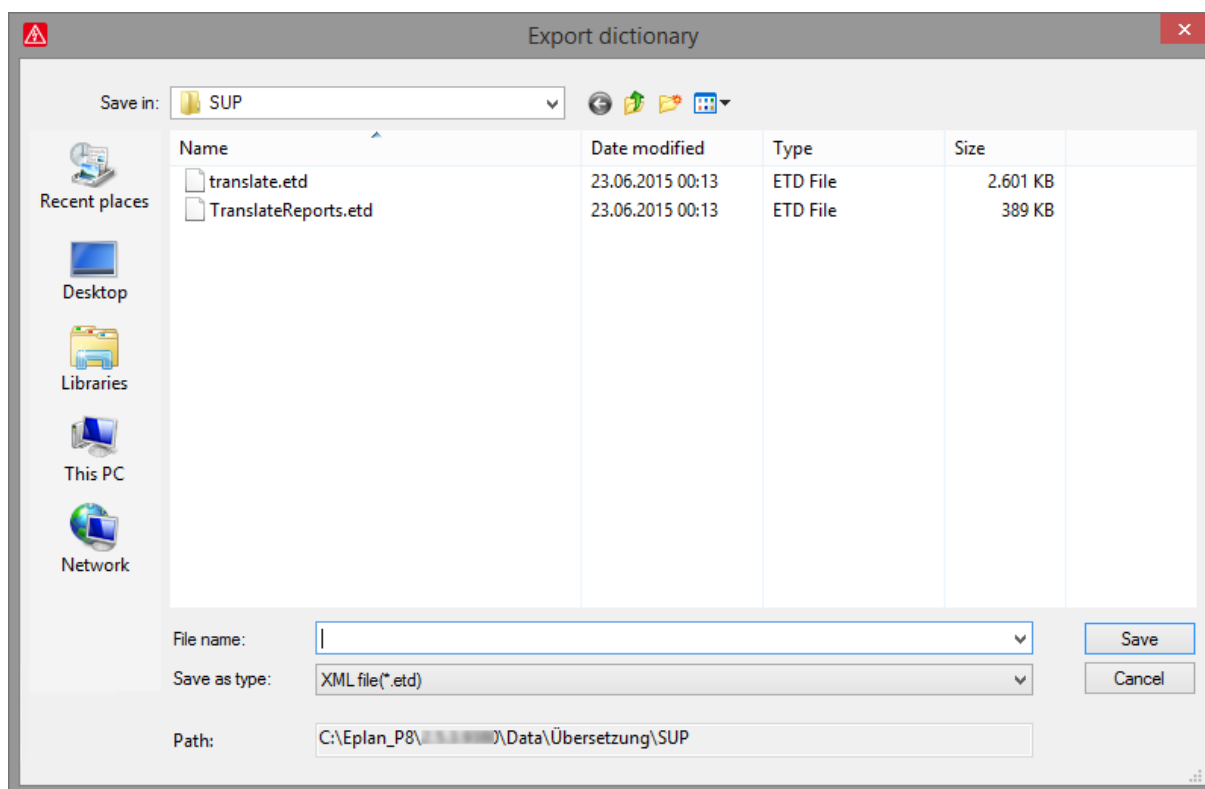 Export dictionary
Save in: SUP
Name Date modified Type Size
translate.etd 23.06.2015 00:13 ETD File 2.601 KB
TranslateReports.etd 23.06.2015 00:13 ETD File 389 KB
Recent places
Desktop
Libraries
This PC
Network
File name: Save
Save as type: XML file(*.etd) Cancel
Path: C:\Eplan_P8\ \Data\Übersetzung\SUP